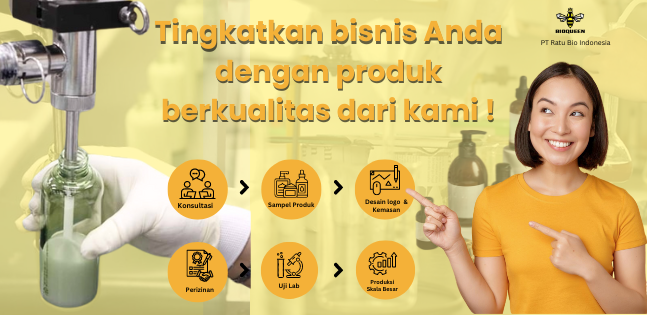 Tingkatkan bisnis Anda
dengan produk
berkualitas dari kami !
BIOQUEEN
PT Ratu Bio Indonesia
Konsultasi
Sampel Produk
Desain logo &
Kemasan
Perizinan
Uji Lab
Produksi
Skala Besar